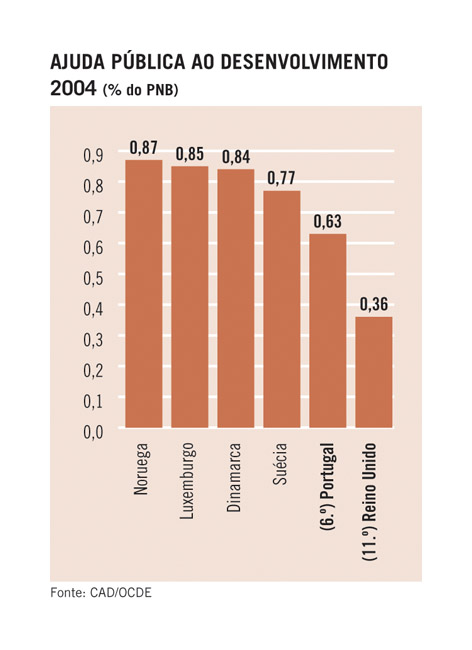 AJUDA PÚBLICA AO DESENVOLVIMENTO
2004 (% do PNB)
0,9
0,8
0,7
0,6
0,5
0,4
0,3
0,2
0,1
0,0
0,87
0,85
0,84
0,77
0,63
0,36
Noruega
Luxemburgo
Dinamarca
Suécia
(6.º) Portugal
(11.º) Reino Unido
Fonte: CAD/OCDE